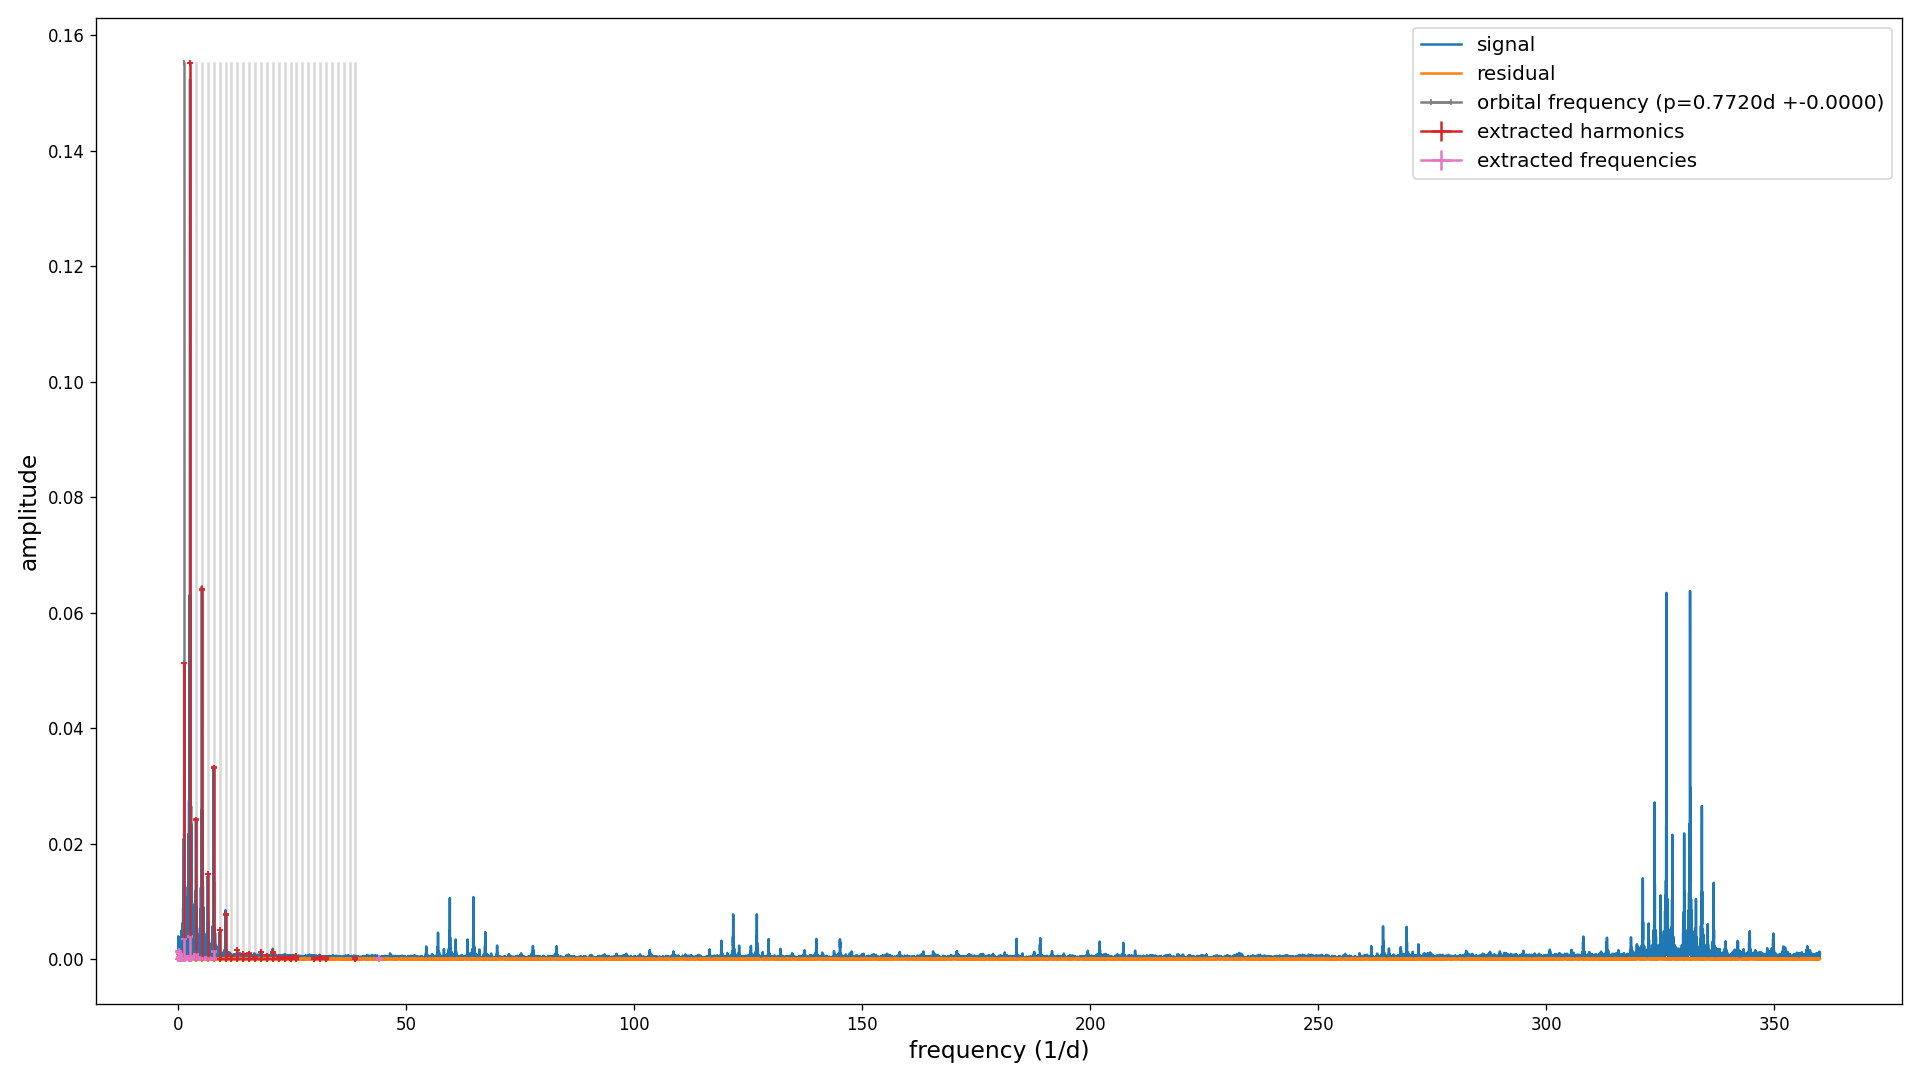 signal
residual
orbital frequency (p=0.7720d +-0.0000)
extracted harmonics
extracted frequencies
0.16
0.14
0.12
0.10
0.08
0.06
0.04
0.02
0.00
amplitude
0 50 100 150 200 250 300 350
frequency (1/d)